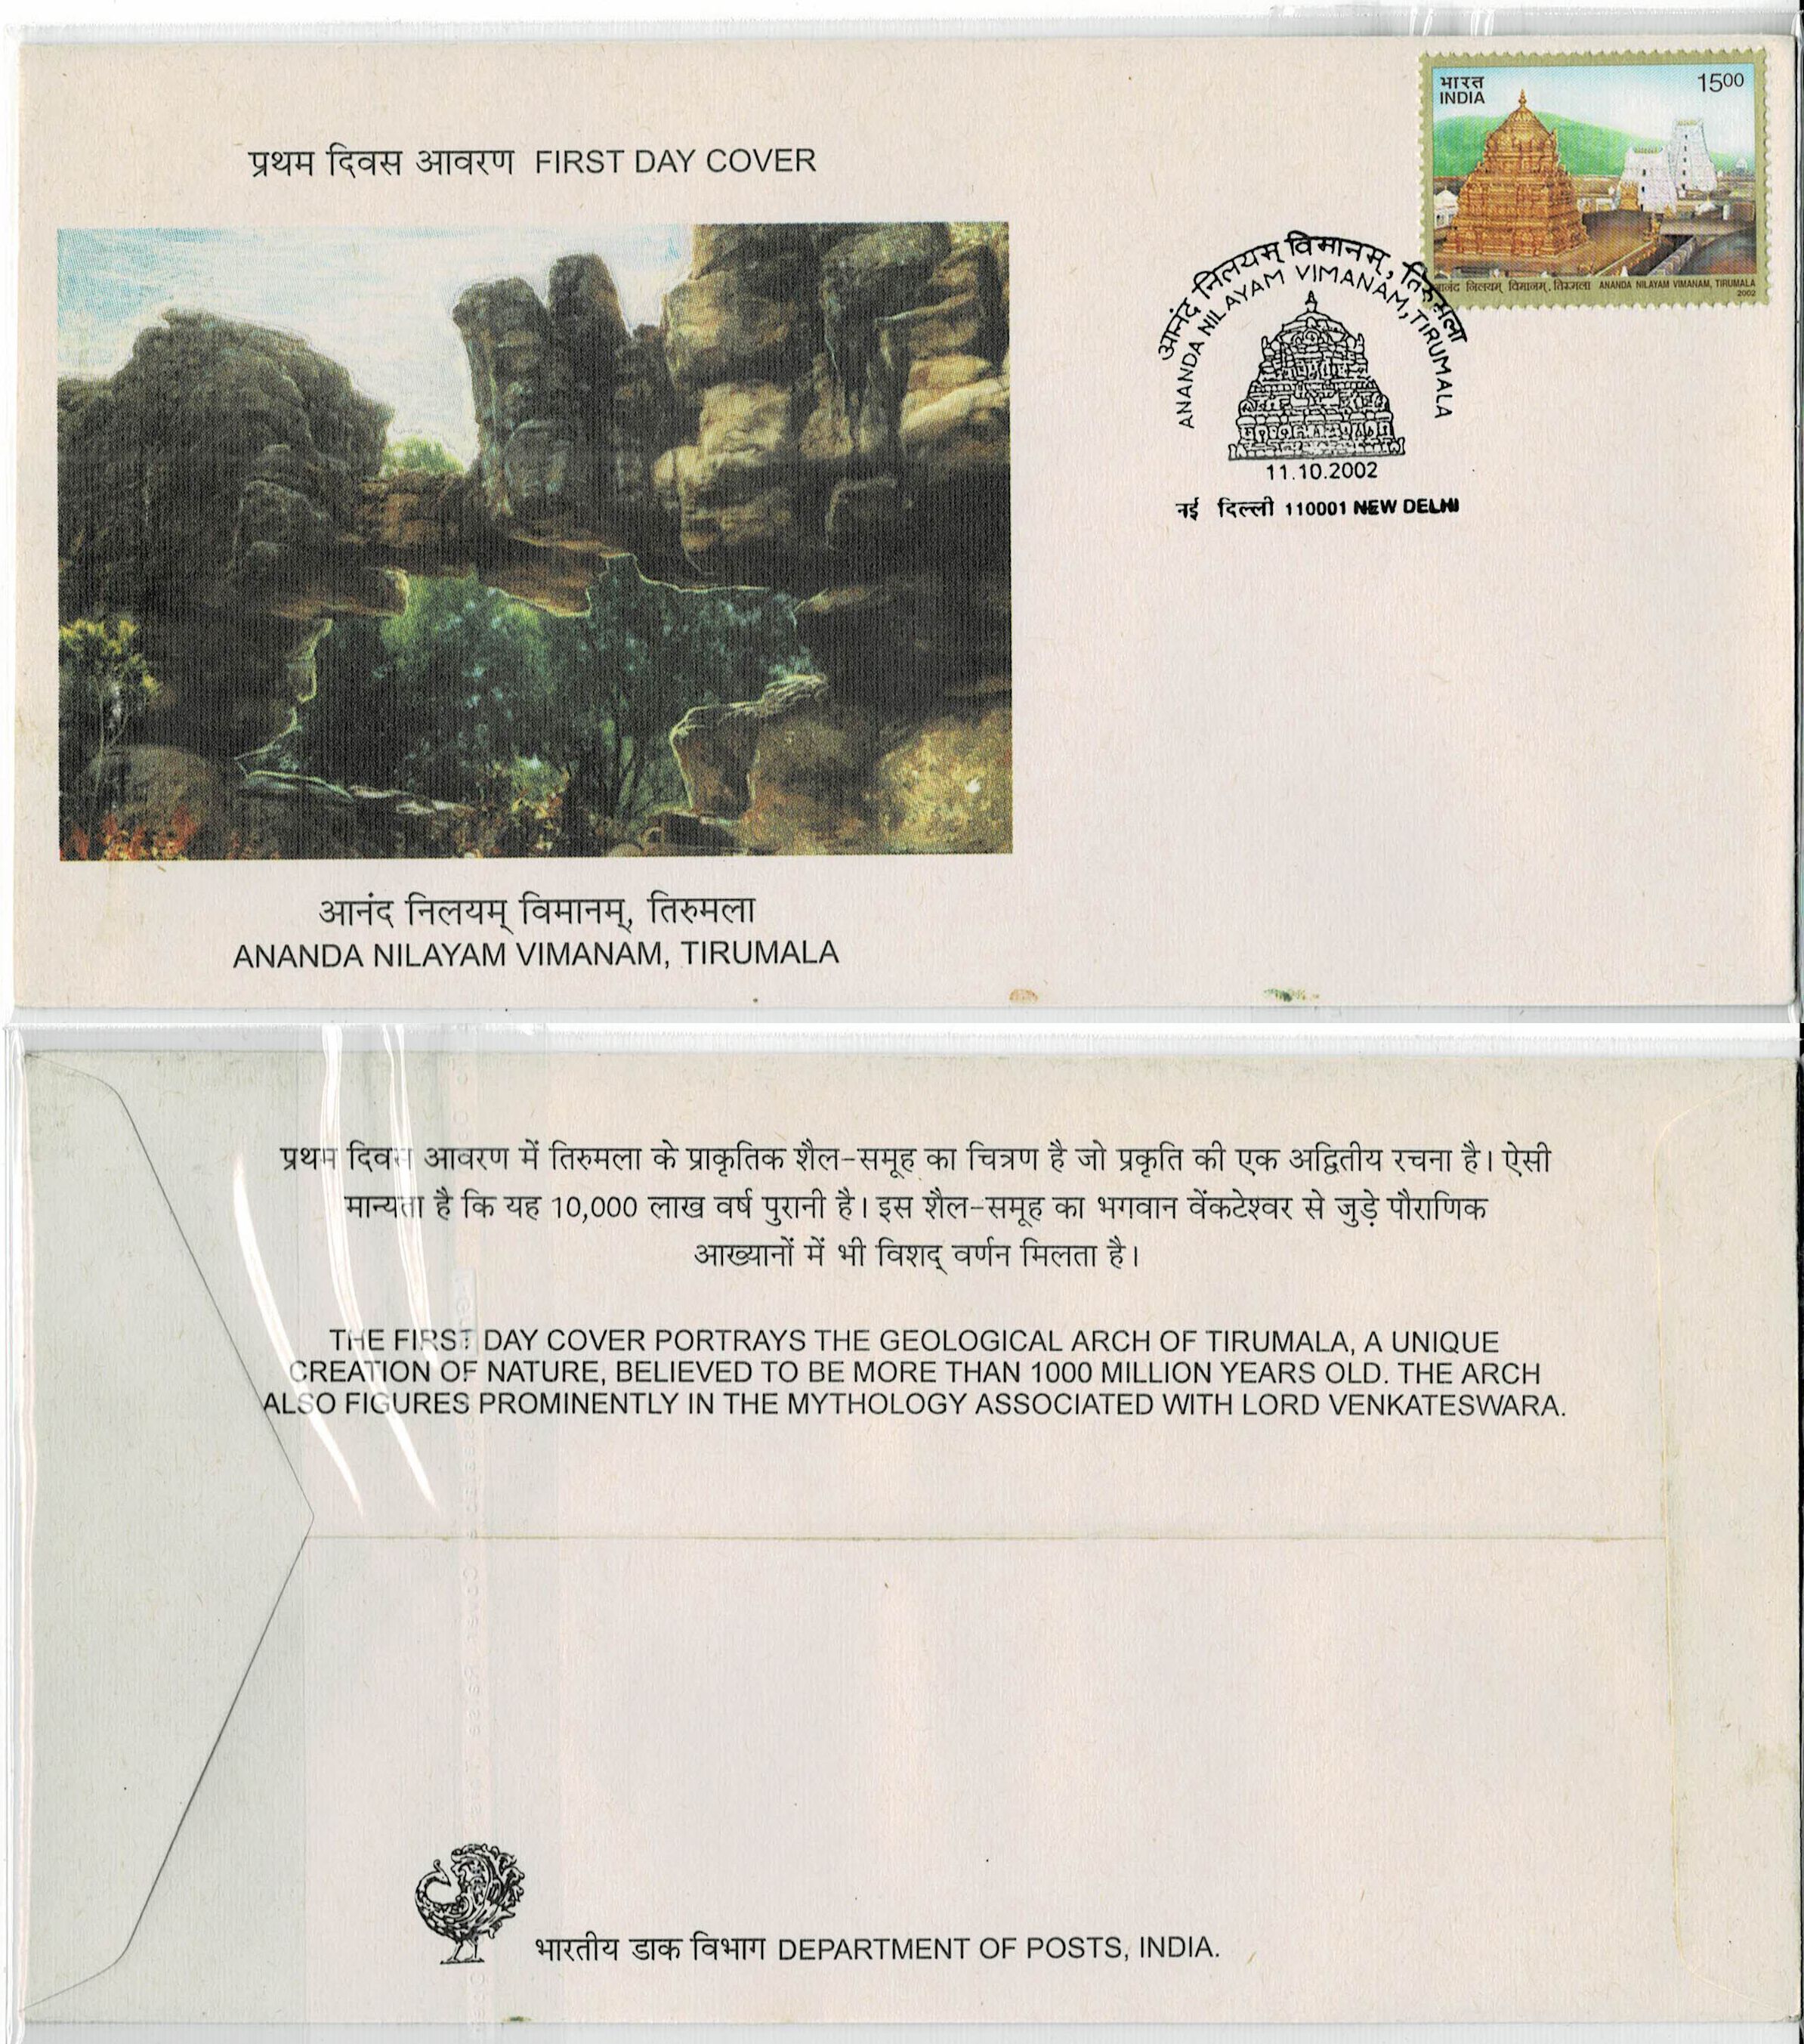 प्रथम दिवस आवरण FIRST DAY COVER
भारत
INDIA
1500
आनंद निलयम् विमानम्, तिरुमला ANANDA NILAYAM VIMANAM, TIRUMALA
2002
आनंद निलयम् विमानम्, तिरुमला
ANANDA NILAYAM VIMANAM, TIRUMALA
11.10.2002
नई दिल्ली 110001 NEW DELHI
आनंद निलयम् विमानम्, तिरुमला
ANANDA NILAYAM VIMANAM, TIRUMALA
प्रथम दिवस आवरण में तिरुमला के प्राकृतिक शैल-समूह का चित्रण है जो प्रकृति की एक अद्वितीय रचना है। ऐसी
मान्यता है कि यह 10,000 लाख वर्ष पुरानी है। इस शैल-समूह का भगवान वेंकटेश्वर से जुड़े पौराणिक
आख्यानों में भी विशद् वर्णन मिलता है।
THE FIRST DAY COVER PORTRAYS THE GEOLOGICAL ARCH OF TIRUMALA, A UNIQUE
CREATION OF NATURE, BELIEVED TO BE MORE THAN 1000 MILLION YEARS OLD. THE ARCH
ALSO FIGURES PROMINENTLY IN THE MYTHOLOGY ASSOCIATED WITH LORD VENKATESWARA.
भारतीय डाक विभाग DEPARTMENT OF POSTS, INDIA.